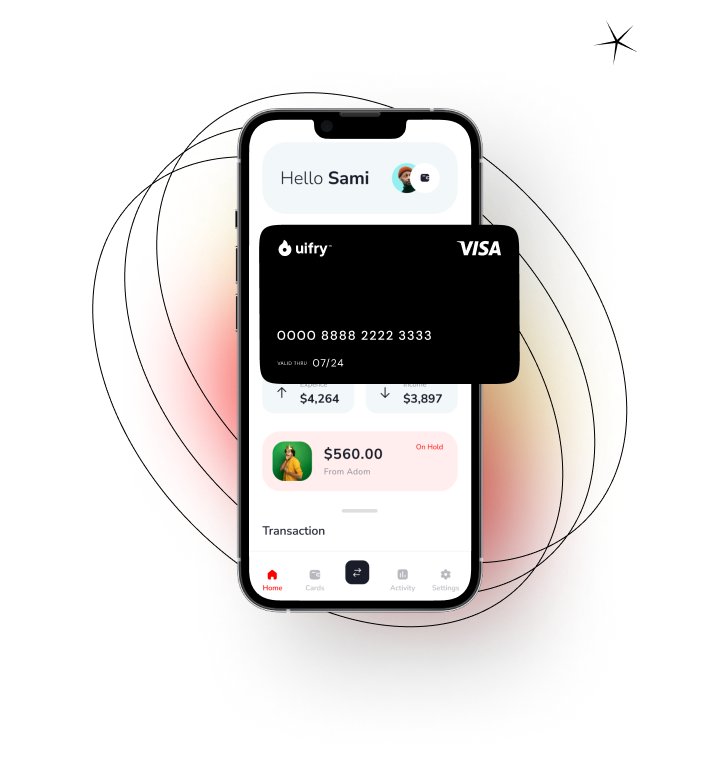 Hello Sami
uifry™
VISA
0000 8888 2222 3333
VALID THRU 07/24
Expence
Income
$4,264
$3,897
$560.00
On Hold
From Adom
Transaction
Home
Cards
Activity
Settings